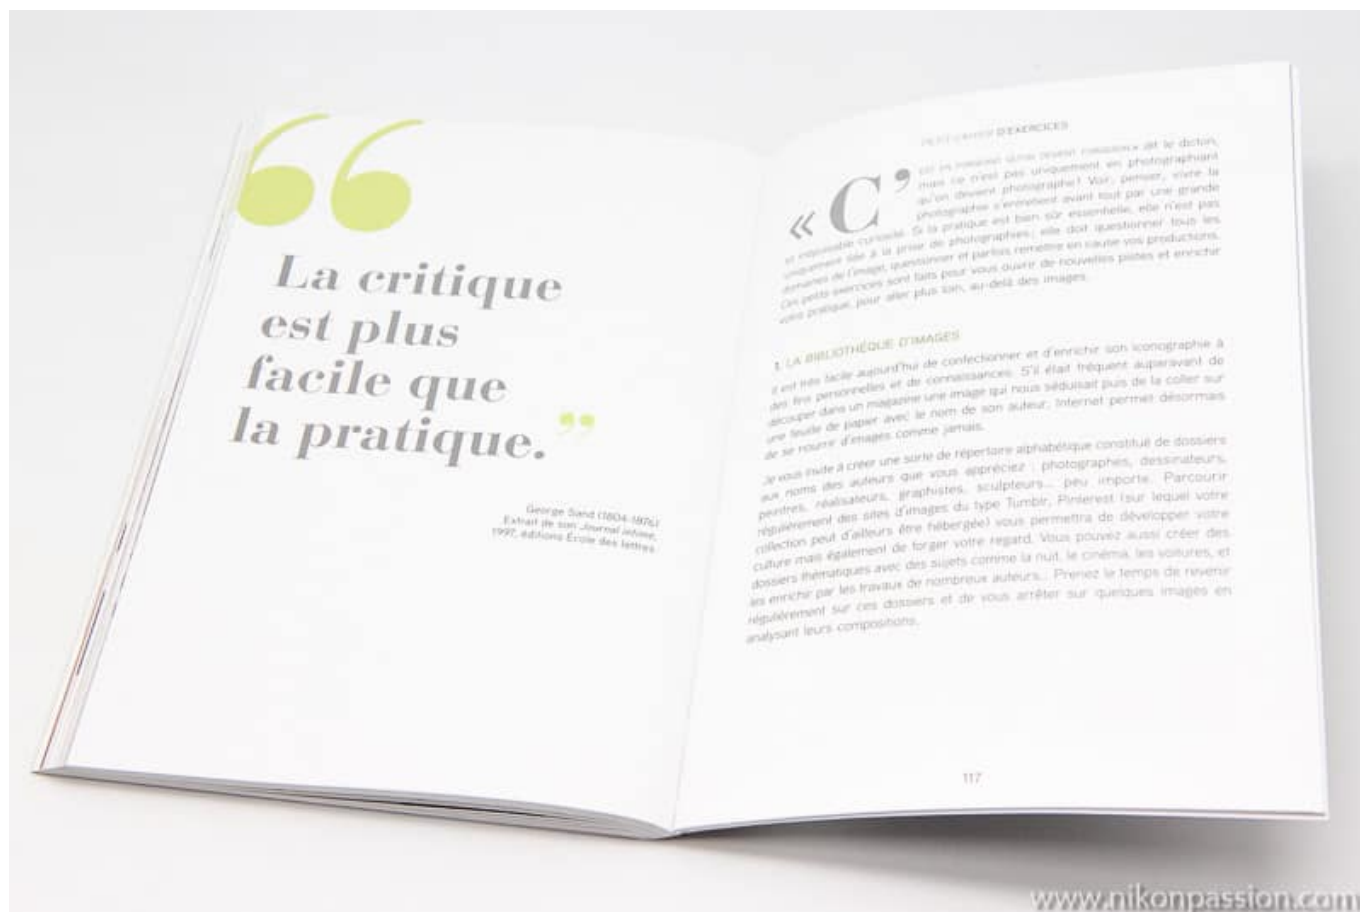 La critique
est plus
facile que
la pratique.”
George Sand (1804-1876)
Extrait de son Journal intime,
1997, éditions École des lettres
PETIT CAHIER D'EXERCICES
« C’EST EN FORGEANT QU'ON DEVIENT FORGERON » dit le dicton,
mais ce n'est pas uniquement en photographiant
qu'on devient photographe! Voir, penser, vivre la
photographie s'entretient avant tout par une grande
et inépuisable curiosité. Si la pratique est bien sûr essentielle, elle n'est pas
uniquement liée à la prise de photographies; elle doit questionner tous les
domaines de l'image, questionner et parfois remettre en cause vos productions.
Ces petits exercices sont faits pour vous ouvrir de nouvelles pistes et enrichir
votre pratique, pour aller plus loin, au-delà des images.
1. LA BIBLIOTHÈQUE D'IMAGES
Il est très facile aujourd'hui de confectionner et d'enrichir son iconographie à
des fins personnelles et de connaissances. S'il était fréquent auparavant de
découper dans un magazine une image qui nous séduisait puis de la coller sur
une feuille de papier avec le nom de son auteur, Internet permet désormais
de se nourrir d'images comme jamais.
Je vous invite à créer une sorte de répertoire alphabétique constitué de dossiers
aux noms des auteurs que vous appréciez : photographes, dessinateurs,
peintres, réalisateurs, graphistes, sculpteurs... peu importe. Parcourir
régulièrement des sites d'images du type Tumblr, Pinterest (sur lequel votre
collection peut d'ailleurs être hébergée) vous permettra de développer votre
culture mais également de forger votre regard. Vous pouvez aussi créer des
dossiers thématiques avec des sujets comme la nuit, le cinéma, les voitures, et
les enrichir par les travaux de nombreux auteurs... Prenez le temps de revenir
régulièrement sur ces dossiers et de vous arrêter sur quelques images en
analysant leurs compositions.
117
www.nikonpassion.com